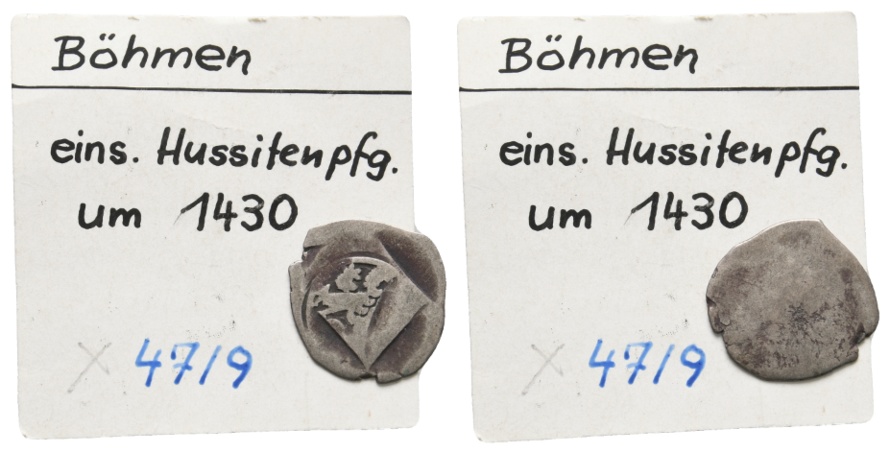 Böhmen
eins. Hussitenpfg.
um 1430
X 47/9
Böhmen
eins. Hussitenpfg.
um 1430
X 47/9